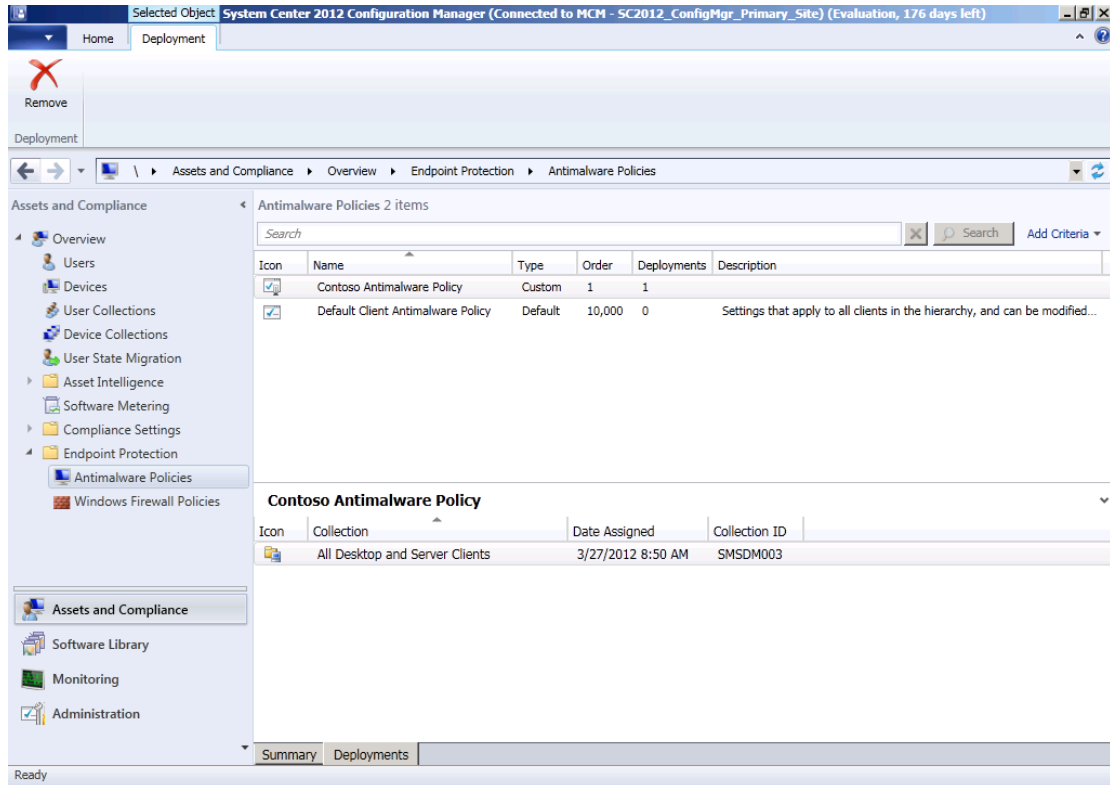 Selected Object System Center 2012 Configuration Manager (Connected to MCM - SC2012_ConfigMgr_Primary_Site) (Evaluation, 176 days left)
Home Deployment
Remove
Deployment
\ Assets and Compliance Overview Endpoint Protection Antimalware Policies
Assets and Compliance
Overview
Users
Devices
User Collections
Device Collections
User State Migration
Asset Intelligence
Software Metering
Compliance Settings
Endpoint Protection
Antimalware Policies
Windows Firewall Policies
Assets and Compliance
Software Library
Monitoring
Administration
Antimalware Policies 2 items
Search Search Add Criteria
Icon Name Type Order Deployments Description
Contoso Antimalware Policy Custom 1 1
Default Client Antimalware Policy Default 10,000 0 Settings that apply to all clients in the hierarchy, and can be modified...
Contoso Antimalware Policy
Icon Collection Date Assigned Collection ID
All Desktop and Server Clients 3/27/2012 8:50 AM SMSDM003
Summary Deployments
Ready